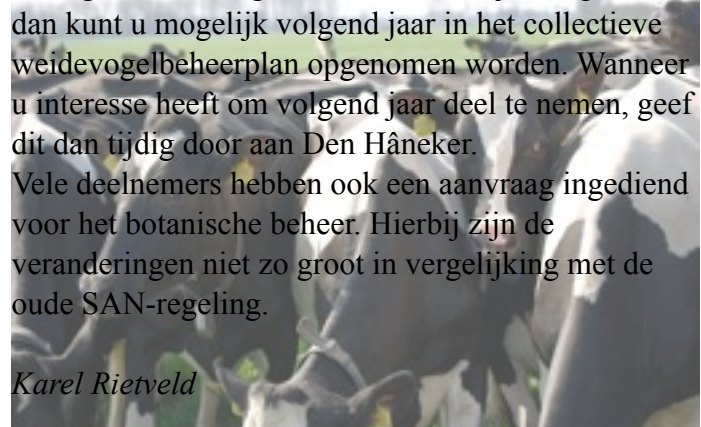 dan kunt u mogelijk volgend jaar in het collectieve
weidevogelbeheerplan opgenomen worden. Wanneer
u interesse heeft om volgend jaar deel te nemen, geef
dit dan tijdig door aan Den Hâneker.
Vele deelnemers hebben ook een aanvraag ingediend
voor het botanische beheer. Hierbij zijn de
veranderingen niet zo groot in vergelijking met de
oude SAN-regeling.
Karel Rietveld